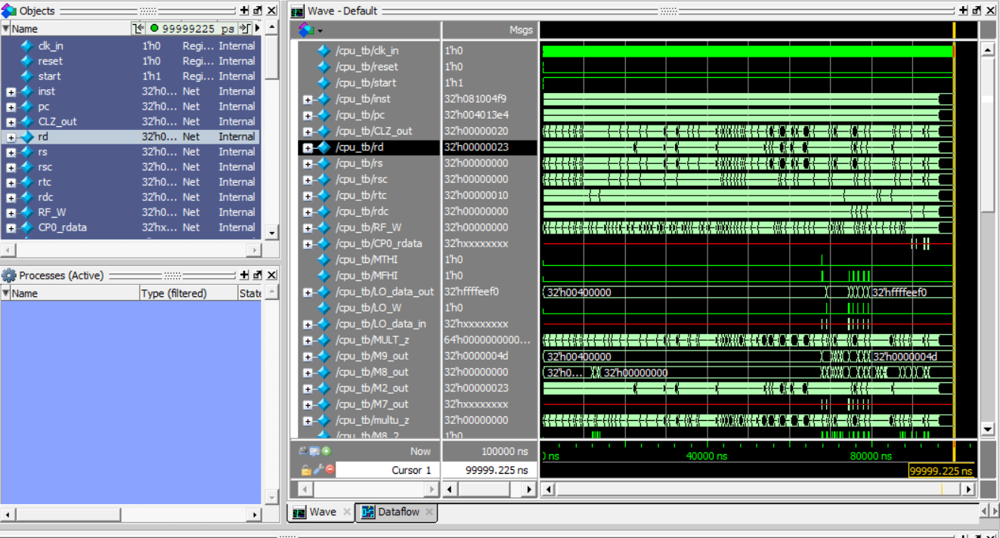 Objects
Name 99999225 ps
clk_in 1'h0 Regi... Internal
reset 1'h0 Regi... Internal
start 1'h1 Regi... Internal
inst 32'h0... Net Internal
pc 32'h0... Net Internal
CLZ_out 32'h0... Net Internal
rd 32'h0... Net Internal
rs 32'h0... Net Internal
rsc 32'h0... Net Internal
rtc 32'h0... Net Internal
rdc 32'h0... Net Internal
RF_W 32'h0... Net Internal
CP0_rdata 32'hx... Net Internal
Processes (Active)
Name Type (filtered) State
Wave - Default
Msgs
/cpu_tb/clk_in 1'h0
/cpu_tb/reset 1'h0
/cpu_tb/start 1'h1
/cpu_tb/inst 32'h081004f9
/cpu_tb/pc 32'h004013e4
/cpu_tb/CLZ_out 32'h00000020
/cpu_tb/rd 32'h00000023
/cpu_tb/rs 32'h00000000
/cpu_tb/rsc 32'h00000000
/cpu_tb/rtc 32'h00000010
/cpu_tb/rdc 32'h00000000
/cpu_tb/RF_W 32'h00000000
/cpu_tb/CP0_rdata 32'hxxxxxxxx
/cpu_tb/MTHI 1'h0
/cpu_tb/MFHI 1'h0
/cpu_tb/LO_data_out 32'hffffeef0 32'h00400000 32'hffffeef0
/cpu_tb/LO_W 1'h0
/cpu_tb/LO_data_in 32'hxxxxxxxx
/cpu_tb/MULT_z 64'h0000000000...
/cpu_tb/M9_out 32'h0000004d 32'h00400000 32'h0000004d
/cpu_tb/M8_out 32'h00000000 32'h0... 32'h00000000
/cpu_tb/M2_out 32'h00000023
/cpu_tb/M7_out 32'hxxxxxxxx
/cpu_tb/multu_z 32'h00000000
/cpu_tb/M8_2 1'h0
Now 100000 ns ns 40000 ns 80000 ns
Cursor 1 99999.225 ns 99999.225 ns
Wave Dataflow